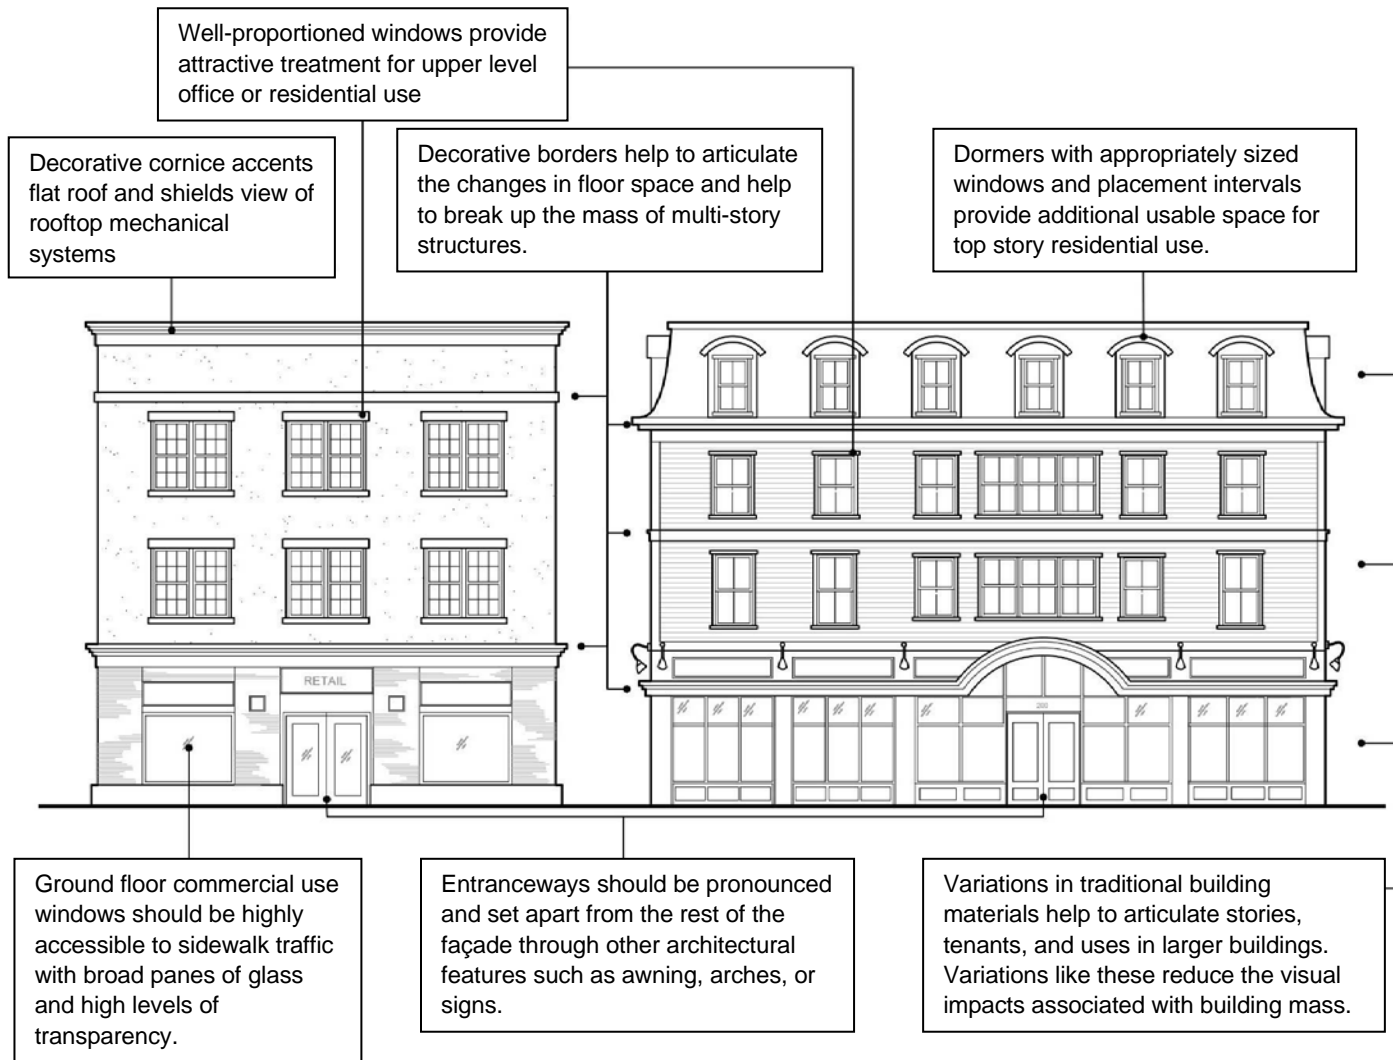 Well-proportioned windows provide
attractive treatment for upper level
office or residential use
Decorative cornice accents
flat roof and shields view of
rooftop mechanical
systems
Decorative borders help to articulate
the changes in floor space and help
to break up the mass of multi-story
structures.
Dormers with appropriately sized
windows and placement intervals
provide additional usable space for
top story residential use.
RETAIL
200
Ground floor commercial use
windows should be highly
accessible to sidewalk traffic
with broad panes of glass
and high levels of
transparency.
Entranceways should be pronounced
and set apart from the rest of the
façade through other architectural
features such as awning, arches, or
signs.
Variations in traditional building
materials help to articulate stories,
tenants, and uses in larger buildings.
Variations like these reduce the visual
impacts associated with building mass.